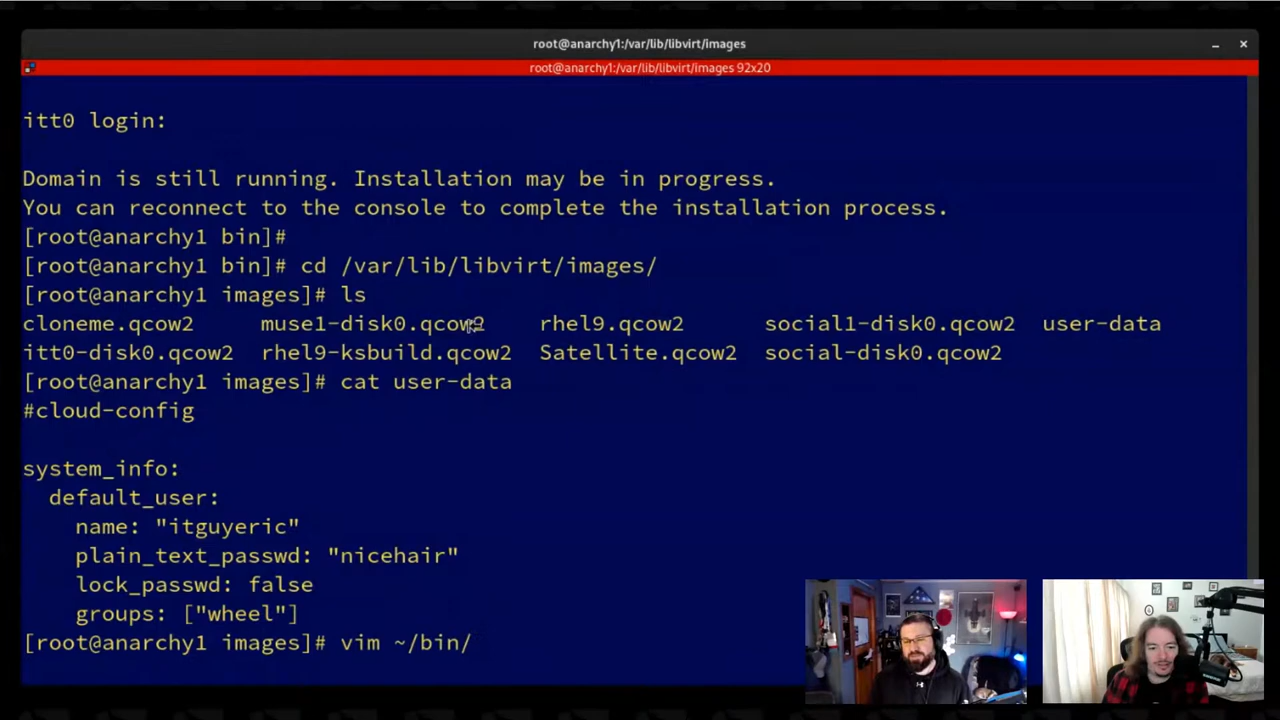 root@anarchy1:/var/lib/libvirt/images
root@anarchy1:/var/lib/libvirt/images 92x20
itt0 login:
Domain is still running. Installation may be in progress.
You can reconnect to the console to complete the installation process.
[root@anarchy1 bin]#
[root@anarchy1 bin]# cd /var/lib/libvirt/images/
[root@anarchy1 images]# ls
cloneme.qcow2 muse1-disk0.qcow2 rhel9.qcow2 social1-disk0.qcow2 user-data
itt0-disk0.qcow2 rhel9-ksbuild.qcow2 Satellite.qcow2 social-disk0.qcow2
[root@anarchy1 images]# cat user-data
#cloud-config
system_info:
  default_user:
    name: "itguyeric"
    plain_text_passwd: "nicehair"
    lock_passwd: false
    groups: ["wheel"]
[root@anarchy1 images]# vim ~/bin/